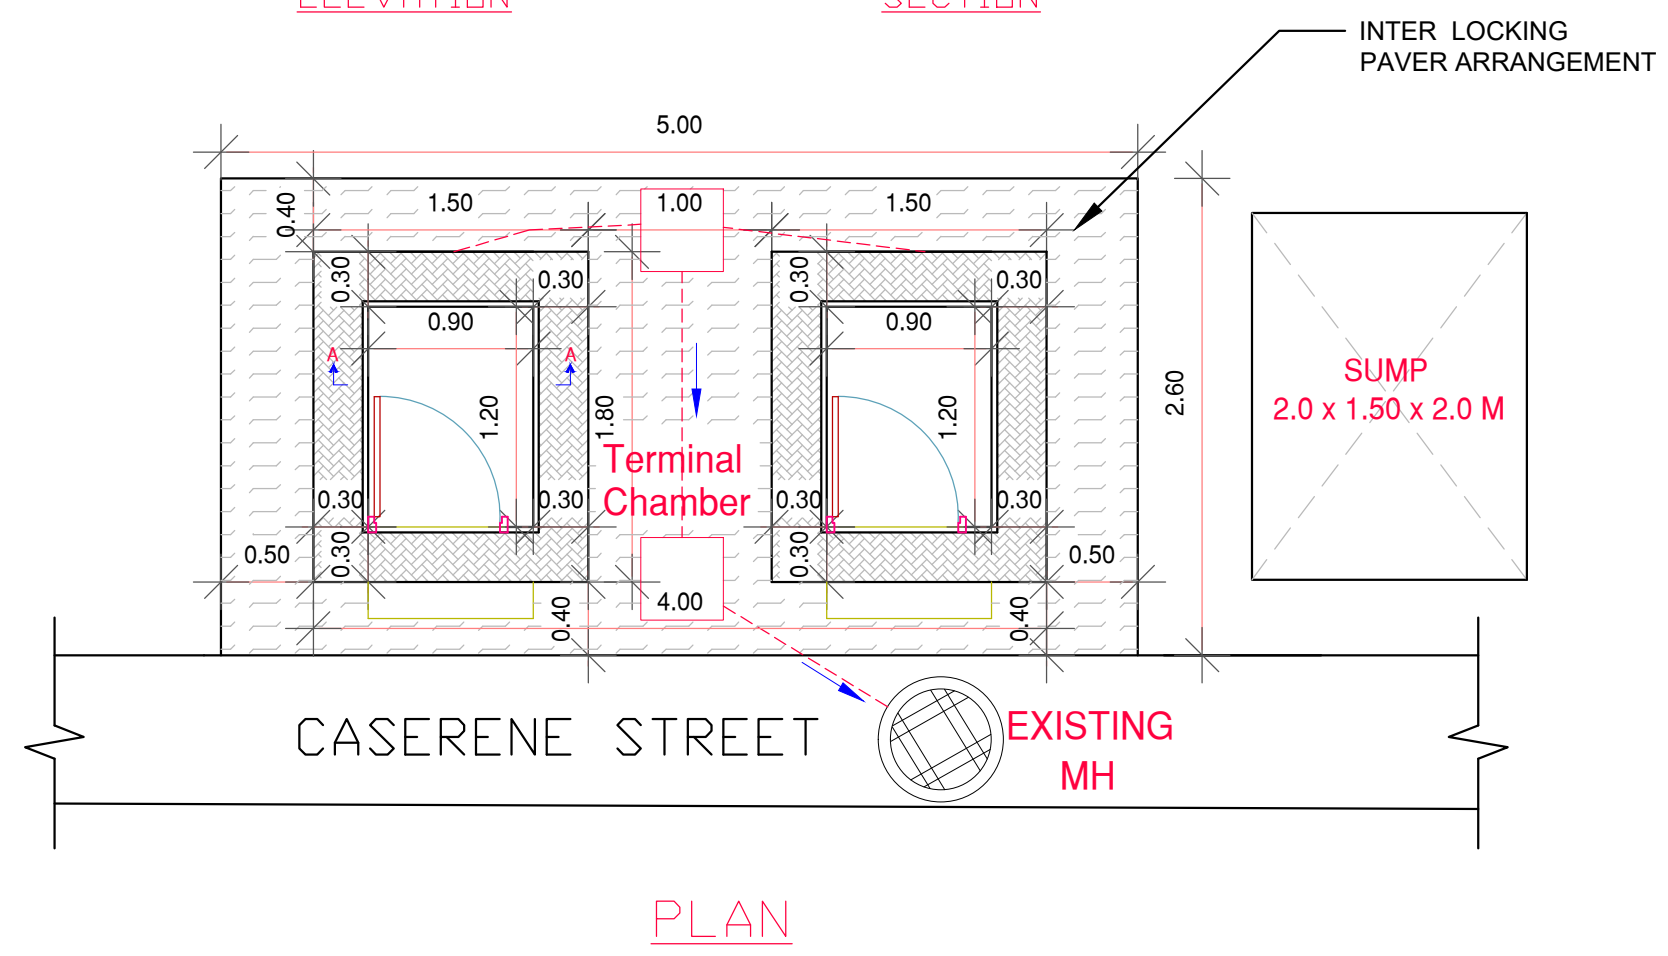 ELEVATION
SECTION
INTER LOCKING
PAVER ARRANGEMENT
5.00
0.40
1.50
1.00
1.50
0.30
0.30
0.30
0.30
0.90
0.90
A
A
1.20
1.80
1.20
2.60
SUMP
2.0 x 1.50 x 2.0 M
Terminal
Chamber
0.30
0.30
0.30
0.30
0.50
0.30
0.30
0.50
4.00
0.40
0.40
CASERENE STREET
EXISTING
MH
PLAN